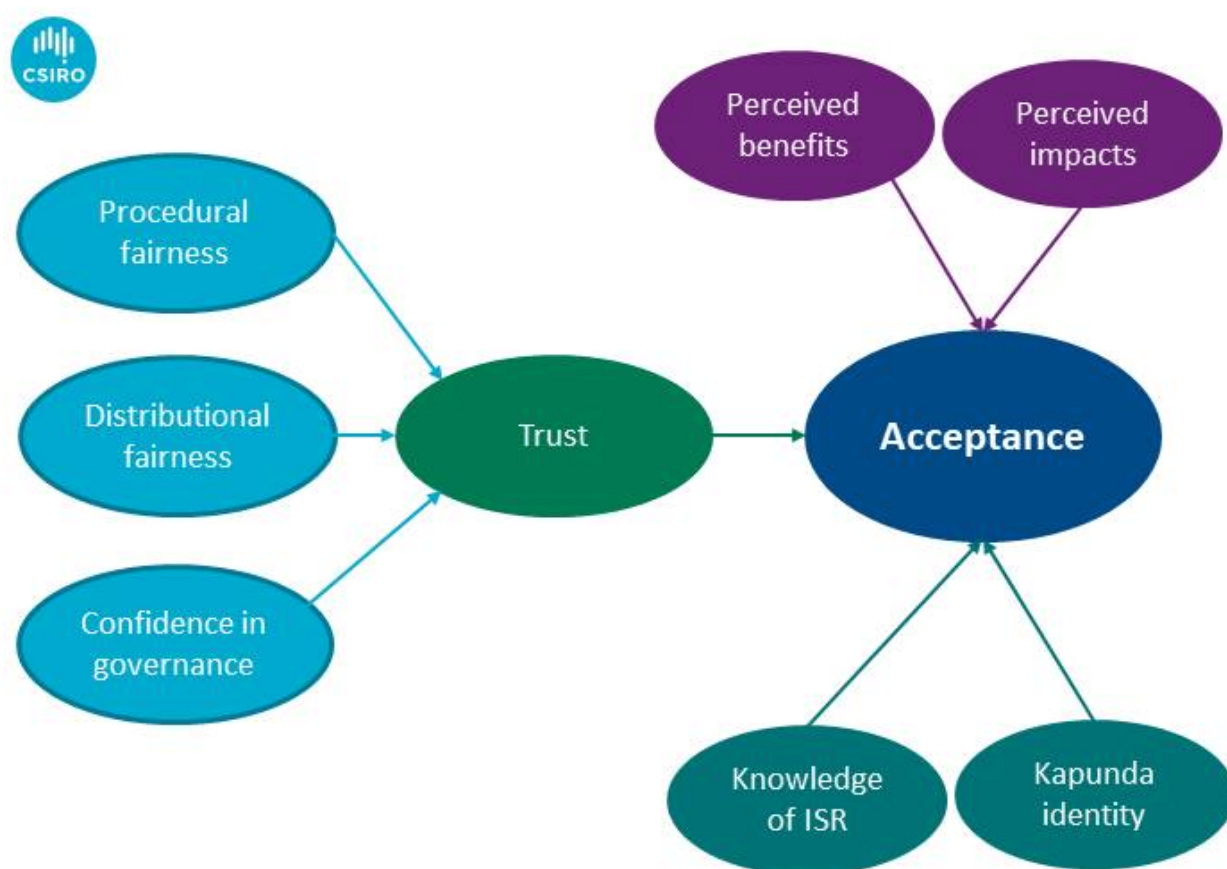 CSIRO
Perceived
benefits
Perceived
impacts
Procedural
fairness
Distributional
fairness
Trust
Acceptance
Confidence in
governance
Knowledge
of ISR
Kapunda
identity